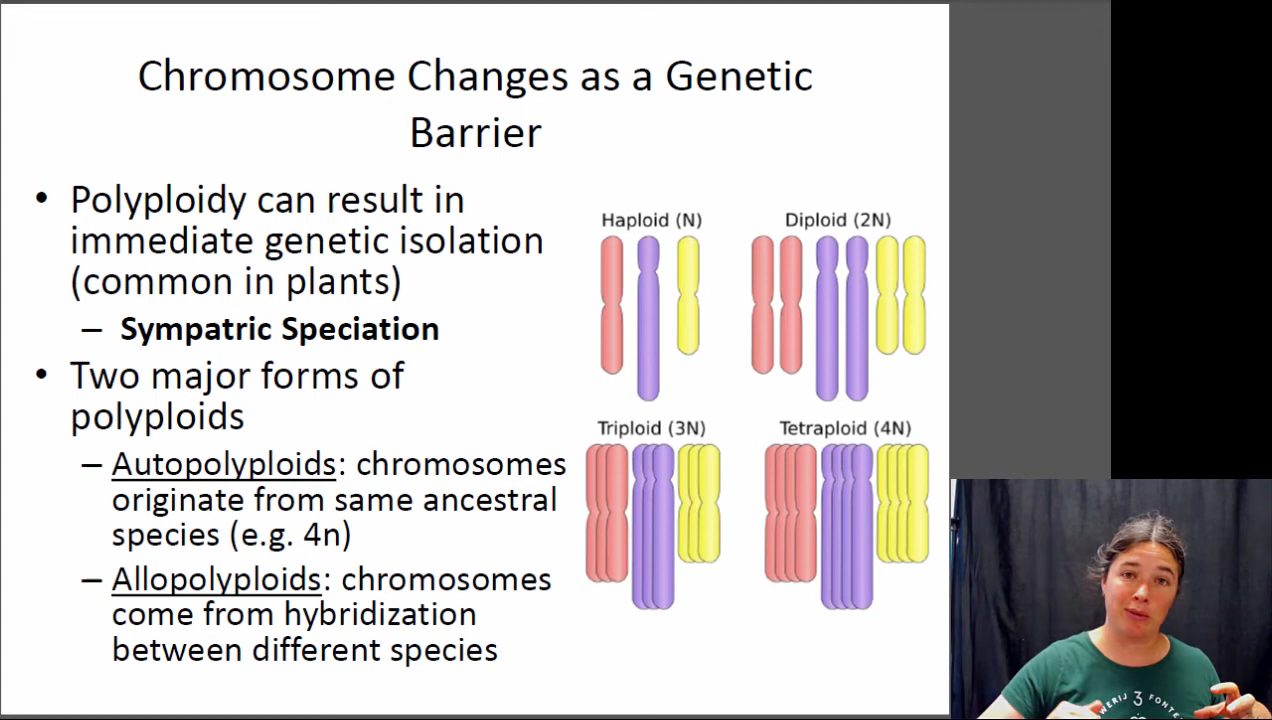 Chromosome Changes as a Genetic
Barrier
• Polyploidy can result in
immediate genetic isolation
(common in plants)
– Sympatric Speciation
• Two major forms of
polyploids
– Autopolyploids: chromosomes
originate from same ancestral
species (e.g. 4n)
– Allopolyploids: chromosomes
come from hybridization
between different species
Haploid (N)
Diploid (2N)
Triploid (3N)
Tetraploid (4N)
3 FONTE